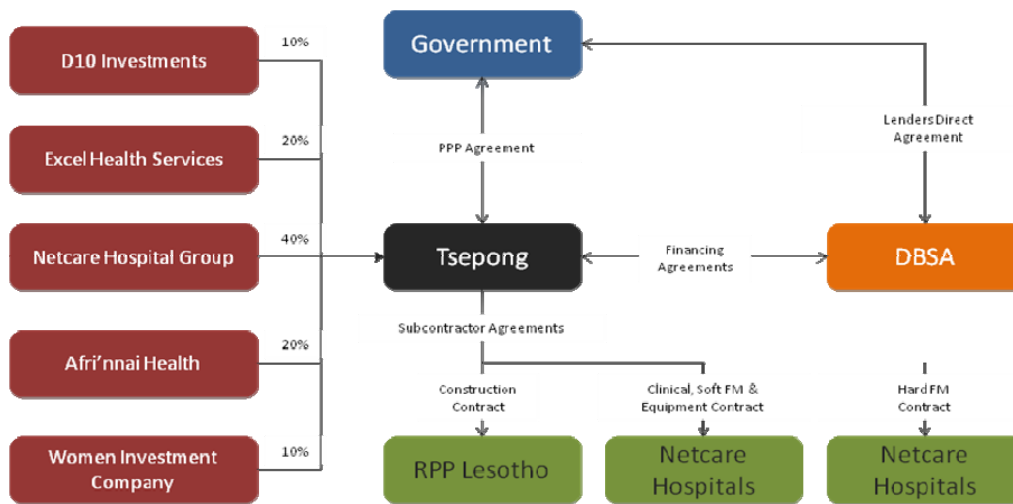 D10 Investments
10%
Excel Health Services
20%
Netcare Hospital Group
40%
Afri'nnai Health
20%
Women Investment
Company
10%
Government
PPP Agreement
Lenders Direct
Agreement
Tsepong
Financing
Agreements
DBSA
Subcontractor Agreements
Construction
Contract
Clinical, Soft FM &
Equipment Contract
Hard FM
Contract
RPP Lesotho
Netcare
Hospitals
Netcare
Hospitals